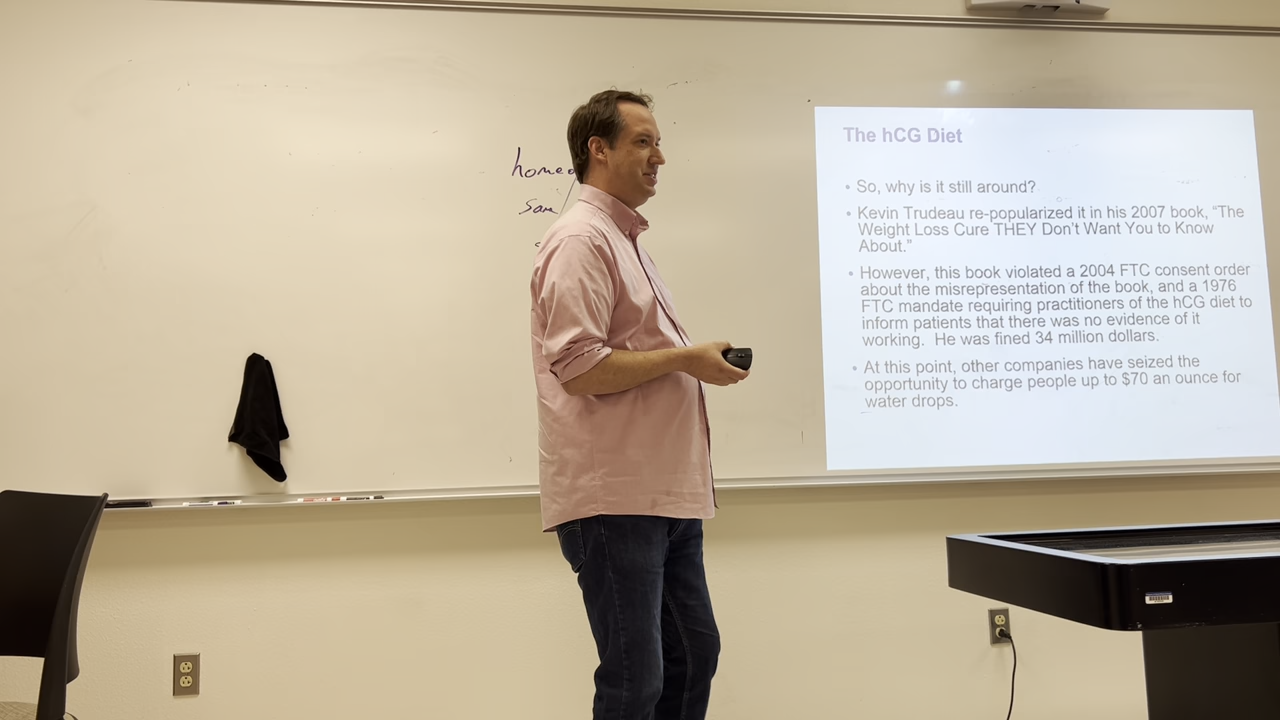 homeo
Sam
The hCG Diet
• So, why is it still around?
• Kevin Trudeau re-popularized it in his 2007 book, “The
Weight Loss Cure THEY Don’t Want You to Know
About.”
• However, this book violated a 2004 FTC consent order
about the misrepresentation of the book, and a 1976
FTC mandate requiring practitioners of the hCG diet to
inform patients that there was no evidence of it
working. He was fined 34 million dollars.
• At this point, other companies have seized the
opportunity to charge people up to $70 an ounce for
water drops.